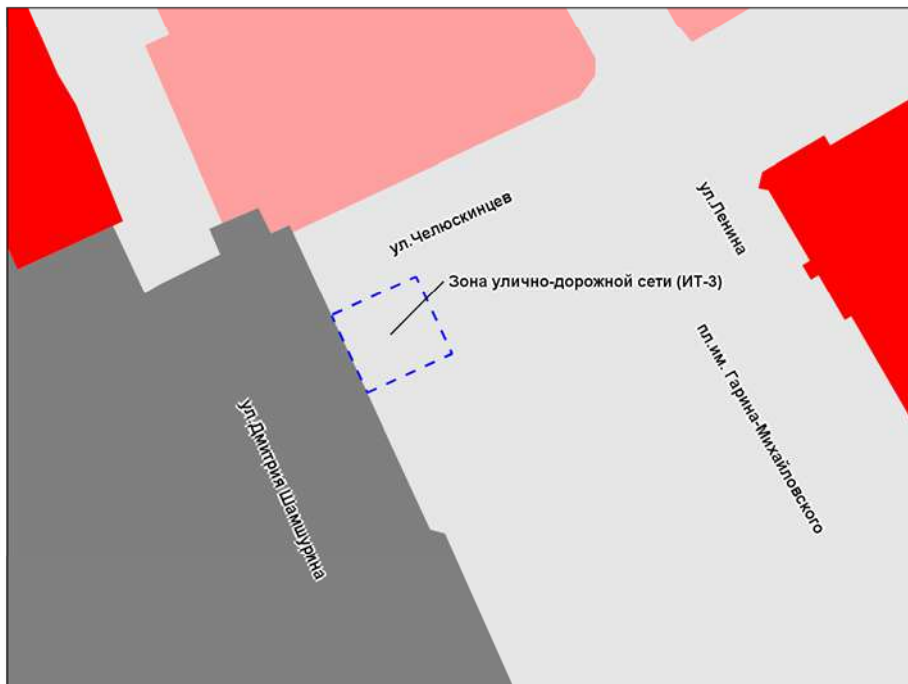 ул.Челюскинцев
ул.Ленина
Зона улично-дорожной сети (ИТ-3)
пл.им. Гарина-Михайловского
ул.Дмитрия Шамшурина